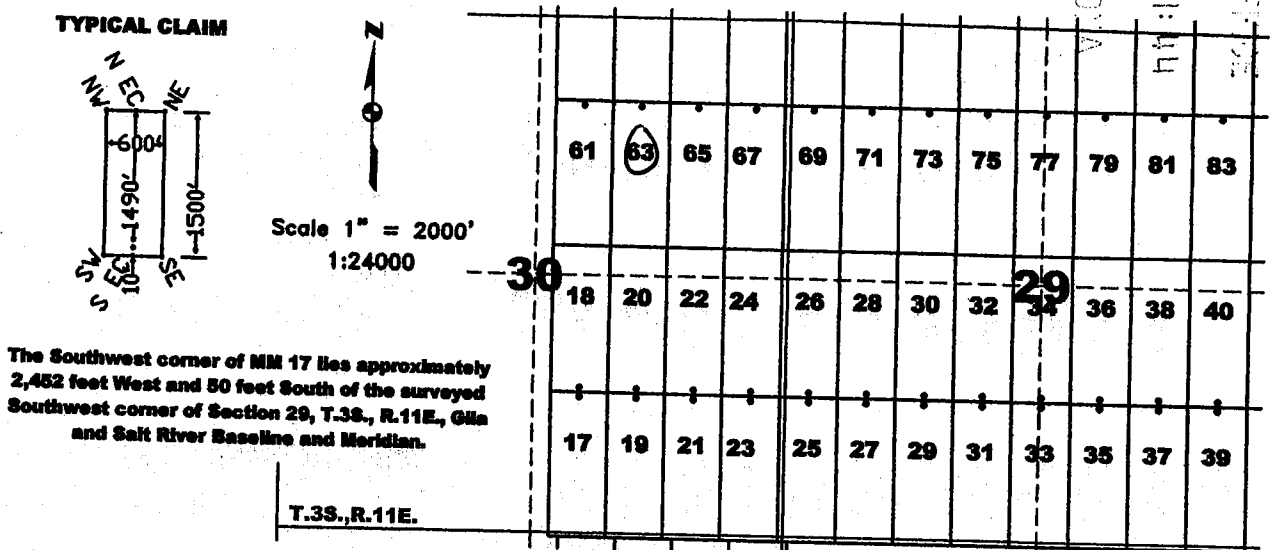 TYPICAL CLAIM
N
NW N EC NE
600'
1490'
1500'
10'
SW S EC SE
Scale 1" = 2000'
1:24000
The Southwest corner of MM 17 lies approximately
2,452 feet West and 50 feet South of the surveyed
Southwest corner of Section 29, T.3S., R.11E., Gila
and Salt River Baseline and Meridian.
T.3S.,R.11E.
61 63 65 67 69 71 73 75 77 79 81 83
30 29
18 20 22 24 26 28 30 32 34 36 38 40
17 19 21 23 25 27 29 31 33 35 37 39